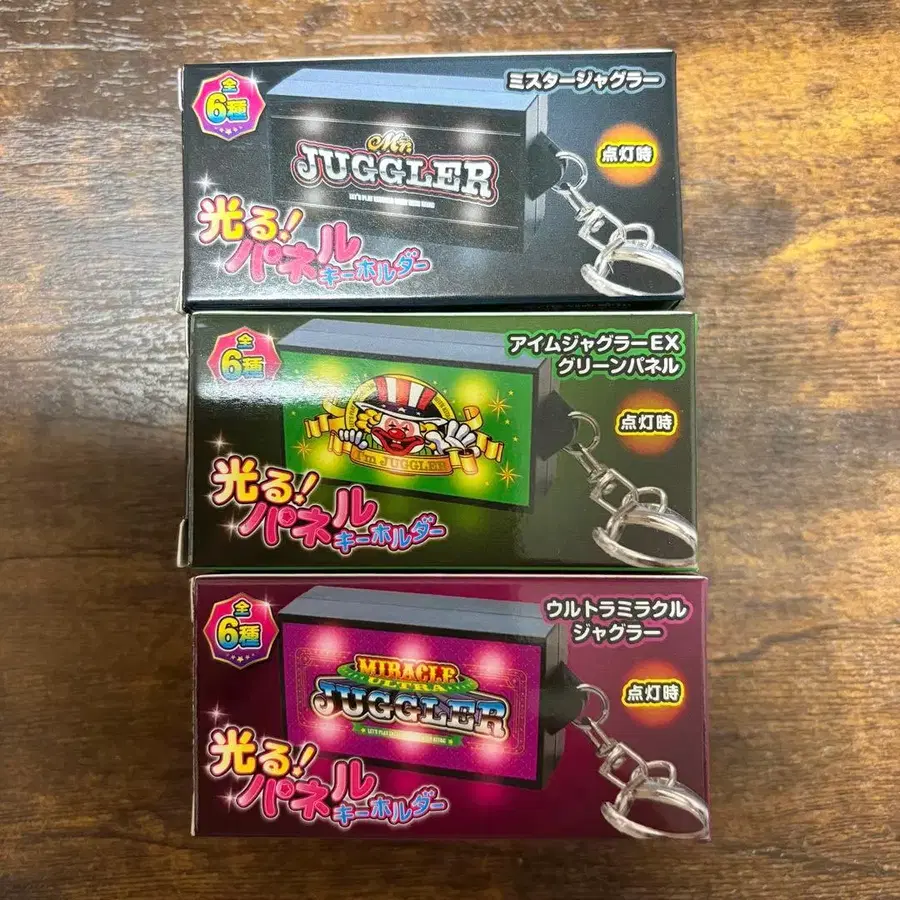 全
6種
ミスタージャグラー
点灯時
Mr.
JUGGLER
光る!
パネル
キーホルダー
全
6種
アイムジャグラーEX
グリーンパネル
点灯時
I'm JUGGLER
光る!
パネル
キーホルダー
全
6種
ウルトラミラクル
ジャグラー
点灯時
MIRACLE
ULTRA
JUGGLER
光る!
パネル
キーホルダー